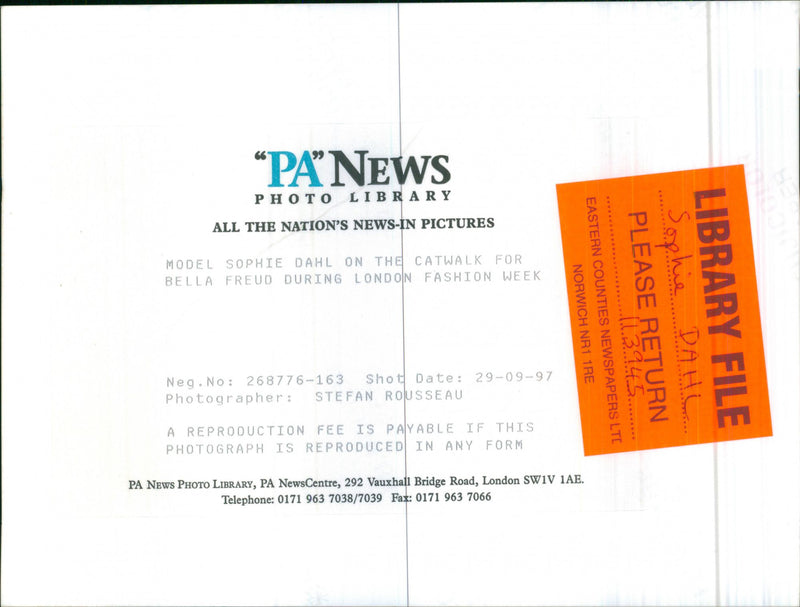 "PA" NEWS
PHOTO LIBRARY
ALL THE NATION'S NEWS-IN PICTURES
MODEL SOPHIE DAHL ON THE CATWALK FOR
BELLA FREUD DURING LONDON FASHION WEEK
Neg.No: 268776-163 Shot Date: 29-09-97
Photographer: STEFAN ROUSSEAU
A REPRODUCTION FEE IS PAYABLE IF THIS
PHOTOGRAPH IS REPRODUCED IN ANY FORM
PA NEWS PHOTO LIBRARY, PA NewsCentre, 292 Vauxhall Bridge Road, London SW1V 1AE.
Telephone: 0171 963 7038/7039 Fax: 0171 963 7066
LIBRARY FILE
Sophie DAHL
PLEASE RETURN
113945
EASTERN COUNTIES NEWSPAPERS LT
NORWICH NR1 1RE